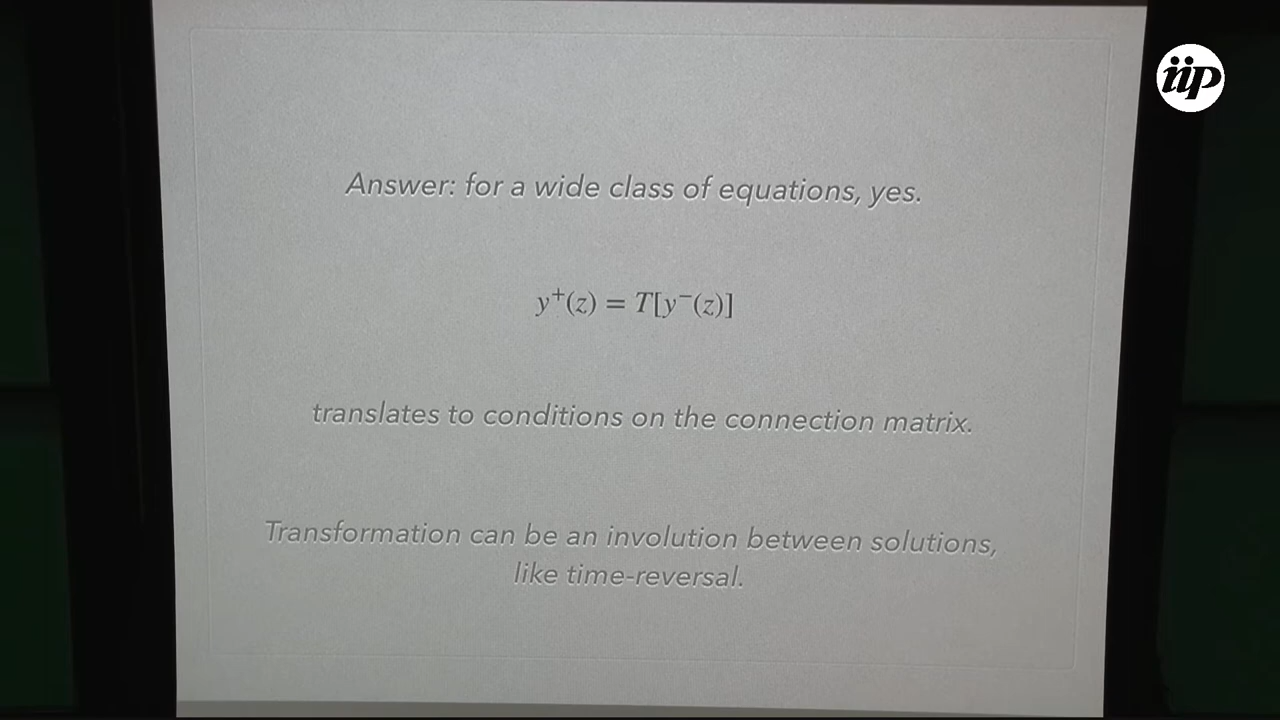 iip
Answer: for a wide class of equations, yes.
y⁺(z) = T[y⁻(z)]
translates to conditions on the connection matrix.
Transformation can be an involution between solutions,
like time-reversal.